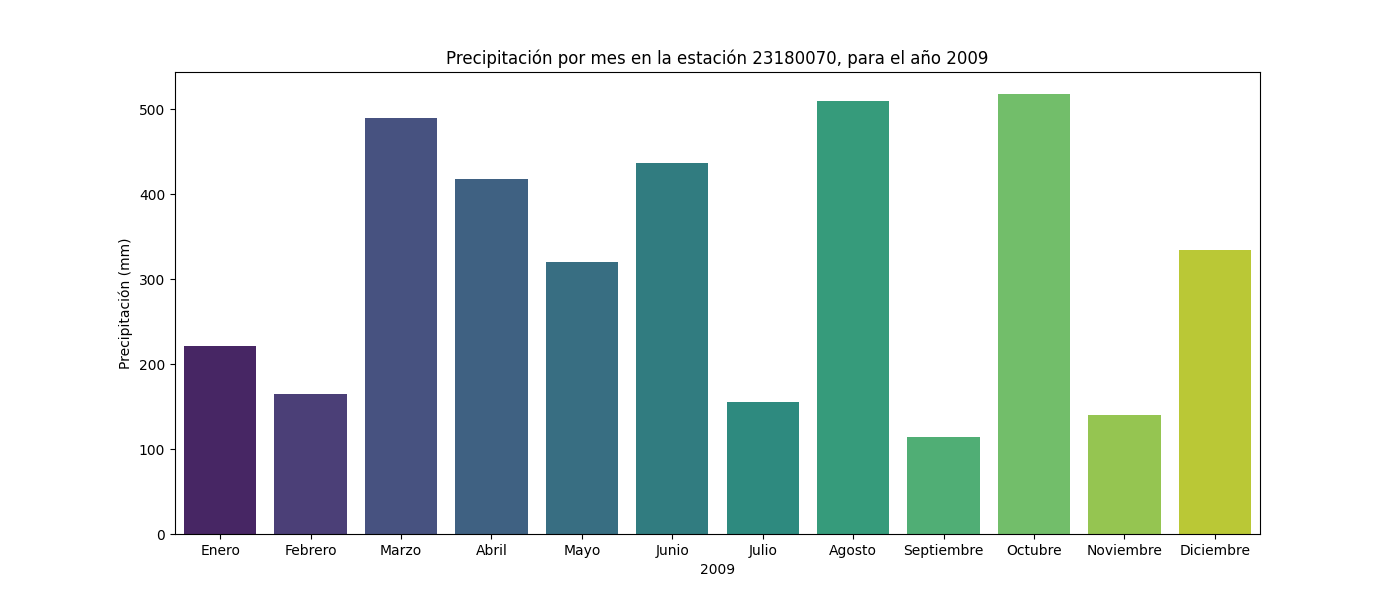 Precipitación por mes en la estación 23180070, para el año 2009
Precipitación (mm)
500
400
300
200
100
0
Enero Febrero Marzo Abril Mayo Junio Julio Agosto Septiembre Octubre Noviembre Diciembre
2009